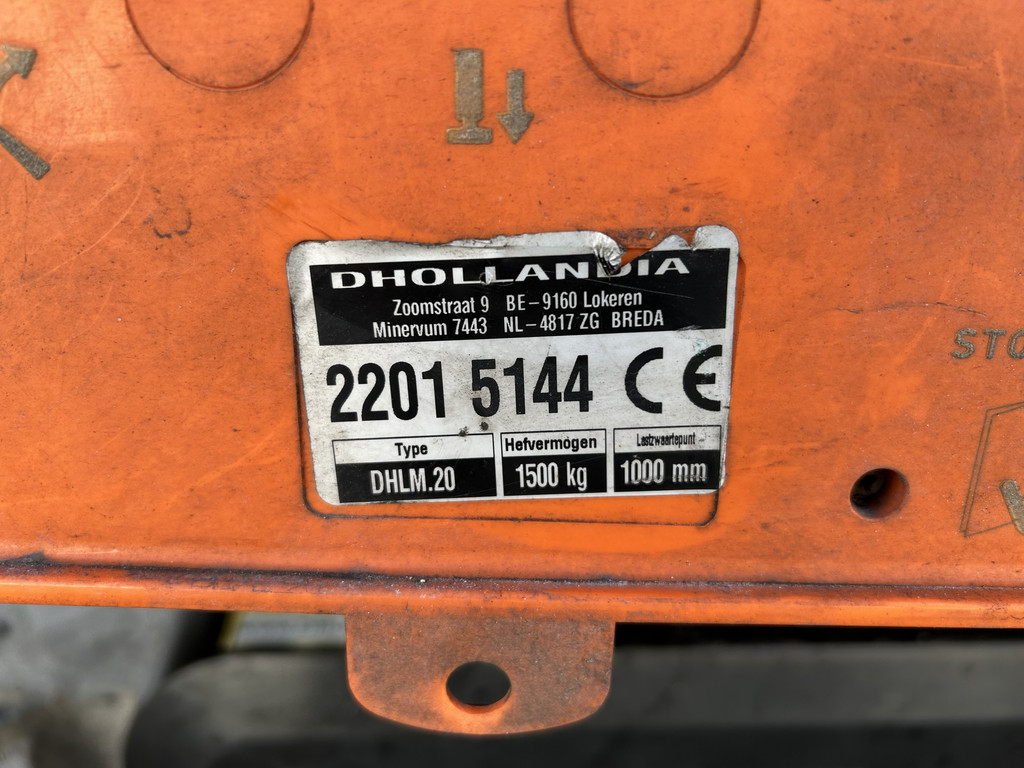 DHOLLANDIA
Zoomstraat 9 BE-9160 Lokeren
Minervum 7443 NL-4817 ZG BREDA
2201 5144 CE
Type Hefvermogen Lastzwaartepunt
DHLM.20 1500 kg 1000 mm